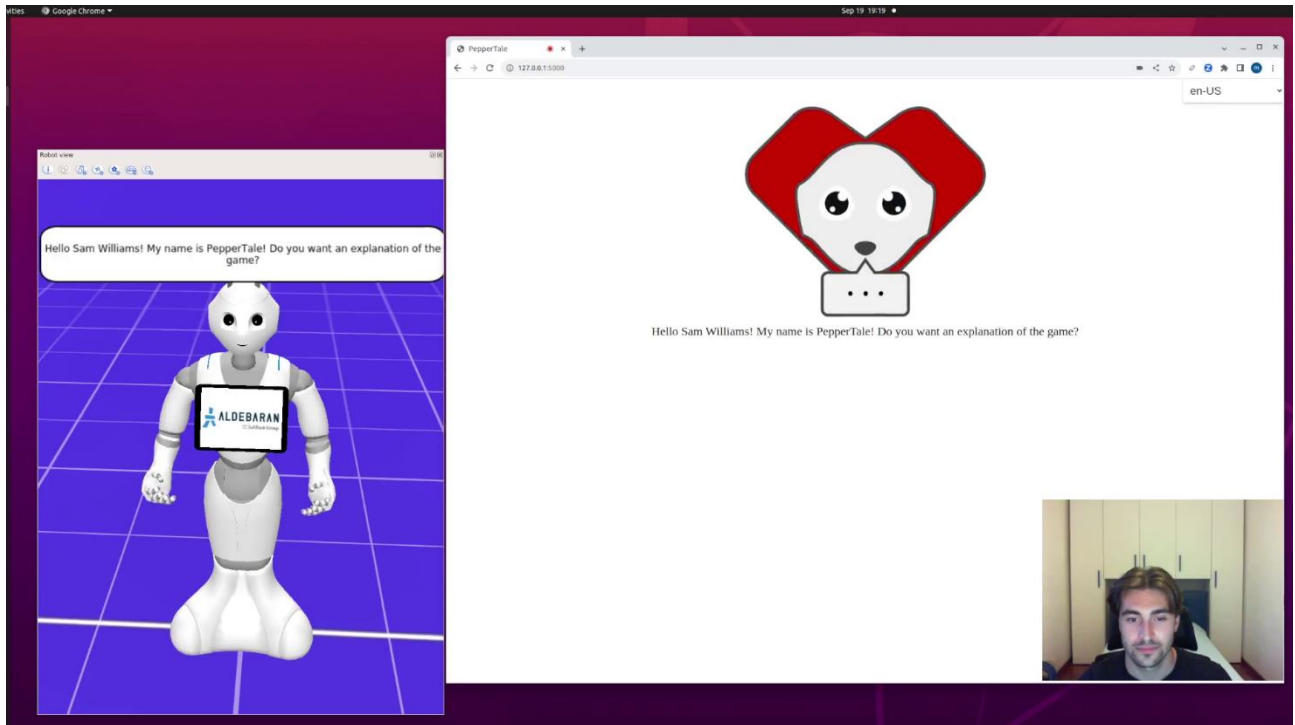 vities
Google Chrome
Sep 19 19:19
PepperTale
127.0.0.1:5000
en-US
Robot view
Hello Sam Williams! My name is PepperTale! Do you want an explanation of the
game?
ALDEBARAN
Hello Sam Williams! My name is PepperTale! Do you want an explanation of the game?